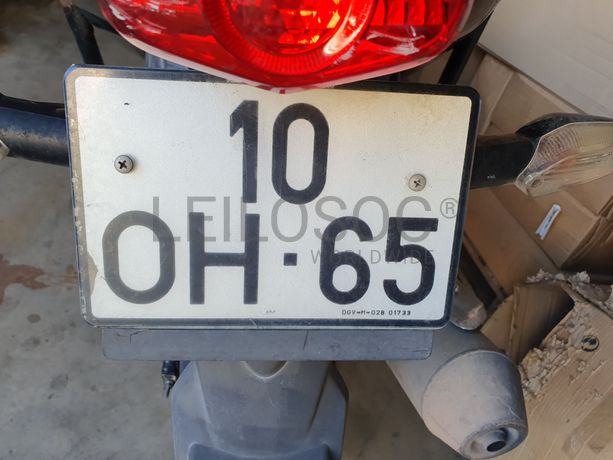 10
OH·65
LEILOSOC®
WORLDWIDE
DGV-M-028 01733